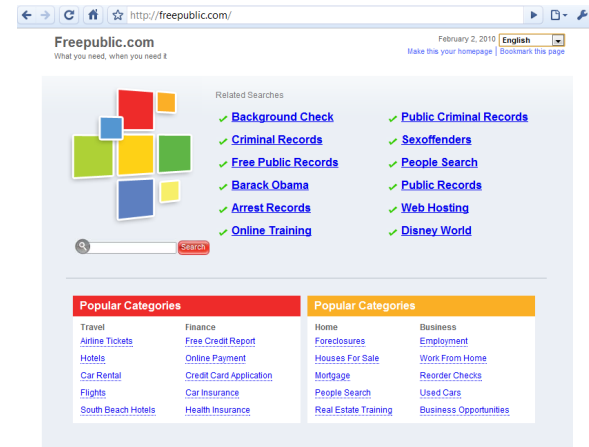 http://freepublic.com/
Freepublic.com
What you need, when you need it
February 2, 2010 English
Make this your homepage | Bookmark this page
Related Searches
Background Check
Public Criminal Records
Criminal Records
Sexoffenders
Free Public Records
People Search
Barack Obama
Public Records
Arrest Records
Web Hosting
Online Training
Disney World
Search
Popular Categories
Travel Finance
Airline Tickets Free Credit Report
Hotels Online Payment
Car Rental Credit Card Application
Flights Car Insurance
South Beach Hotels Health Insurance
Popular Categories
Home Business
Foreclosures Employment
Houses For Sale Work From Home
Mortgage Reorder Checks
People Search Used Cars
Real Estate Training Business Opportunities